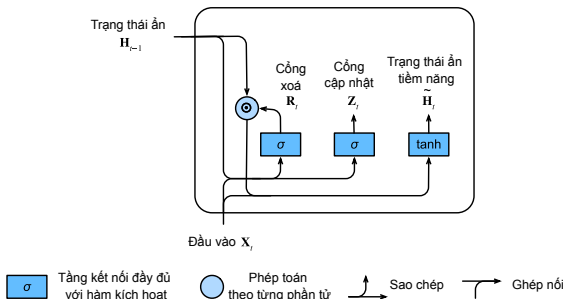 Trạng thái ẩn
H_{t-1}
Cổng
xoá
R_t
Cổng
cập nhật
Z_t
Trạng thái ẩn
tiềm năng
H̃_t
σ
σ
tanh
Đầu vào X_t
σ
Tầng kết nối đầy đủ
với hàm kích hoạt
Phép toán
theo từng phần tử
Sao chép
Ghép nối